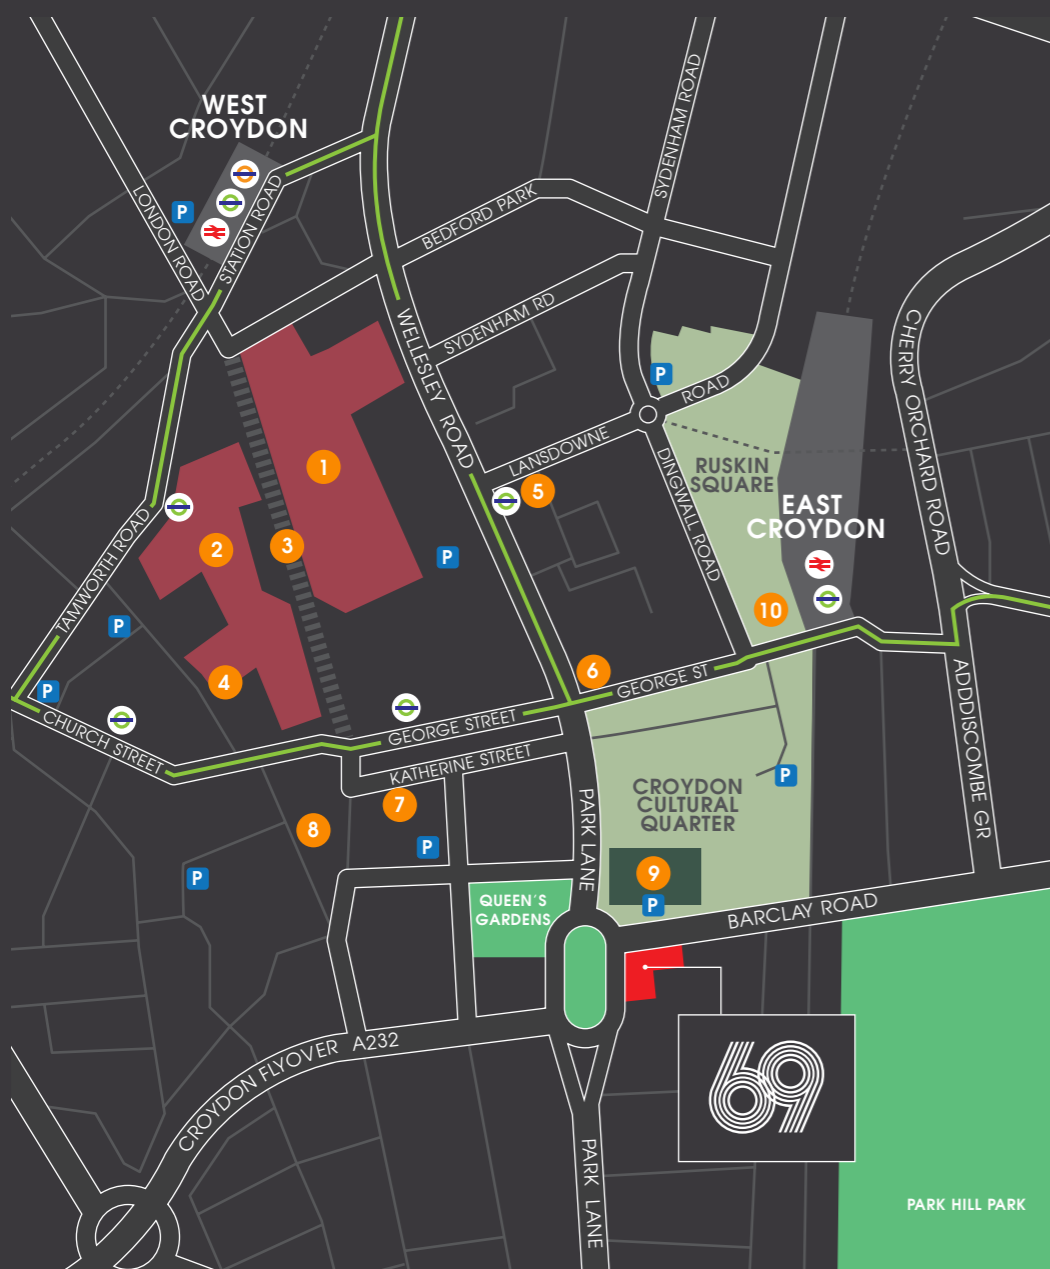 WEST
CROYDON
LONDON ROAD
P
STATION ROAD
BEDFORD PARK
SYDENHAM ROAD
SYDENHAM RD
WELLESLEY ROAD
CHERRY ORCHARD ROAD
P
ROAD
LANSDOWNE
DINGWALL ROAD
RUSKIN
SQUARE
EAST
CROYDON
1
2
3
4
5
6
10
P
TAMWORTH ROAD
P
P
CHURCH STREET
GEORGE STREET
GEORGE ST
KATHERINE STREET
ADDDISCOMBE GR
PARK LANE
CROYDON
CULTURAL
QUARTER
P
7
8
P
P
9
P
QUEEN'S
GARDENS
BARCLAY ROAD
CROYDON FLYOVER A232
69
PARK LANE
PARK HILL PARK